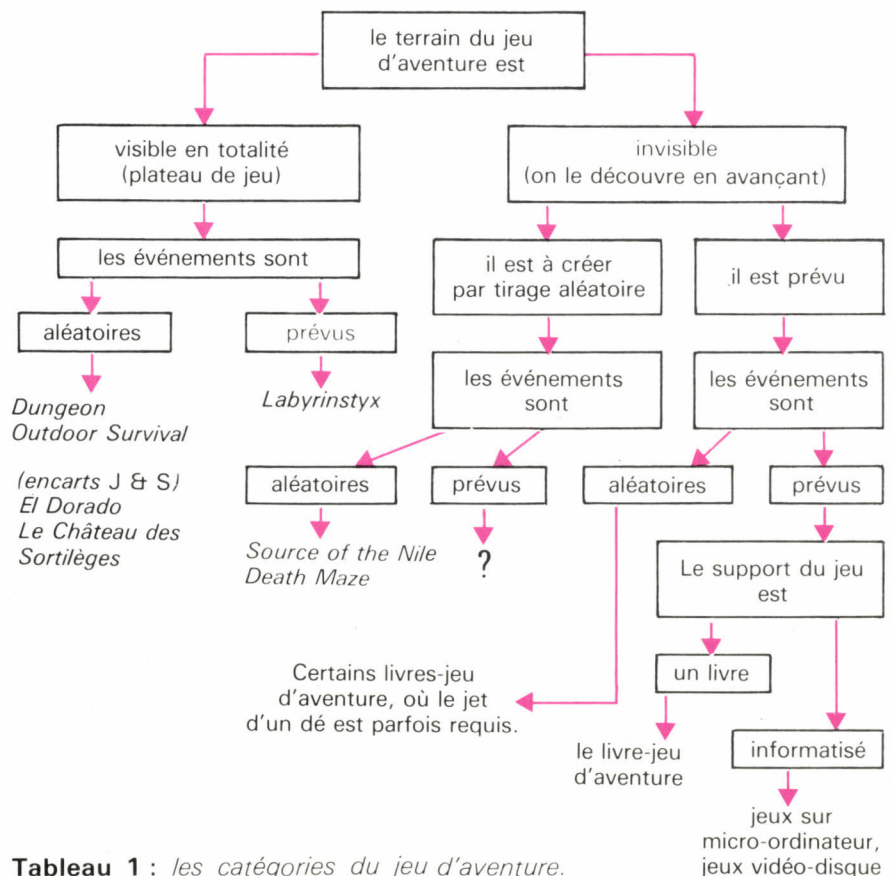 le terrain du jeu
d'aventure est
visible en totalité
(plateau de jeu)
invisible
(on le découvre en avançant)
les événements sont
il est à créer
par tirage aléatoire
il est prévu
aléatoires
prévus
les événements
sont
les événements
sont
Dungeon
Outdoor Survival
(encarts J & S)
El Dorado
Le Château des
Sortilèges
Labyrinstyx
aléatoires
prévus
aléatoires
prévus
Source of the Nile
Death Maze
?
Le support du jeu
est
Certains livres-jeu
d'aventure, où le jet
d'un dé est parfois requis.
un livre
le livre-jeu
d'aventure
informatisé
jeux sur
micro-ordinateur,
jeux vidéo-disque
Tableau 1 : les catégories du jeu d'aventure.